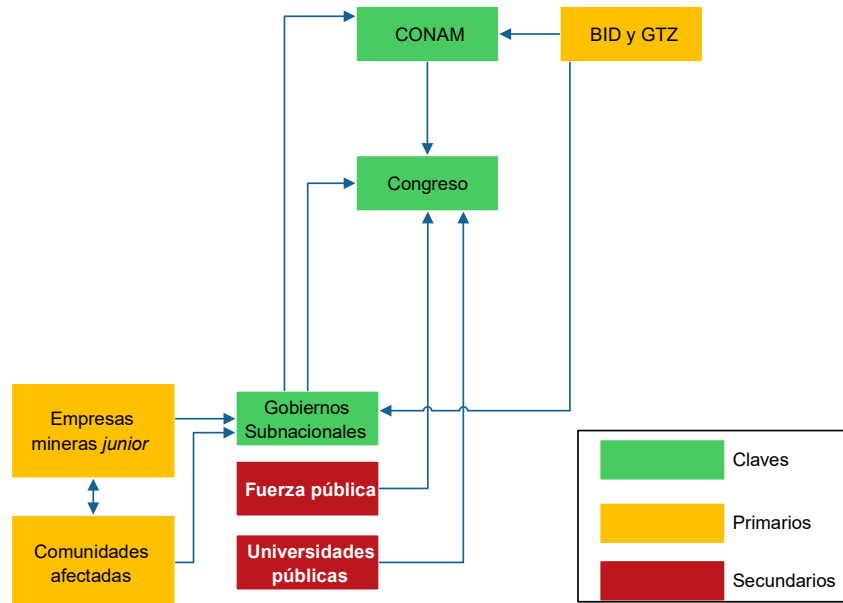 CONAM
BID y GTZ
Congreso
Empresas
mineras junior
Gobiernos
Subnacionales
Fuerza pública
Comunidades
afectadas
Universidades
públicas
Claves
Primarios
Secundarios